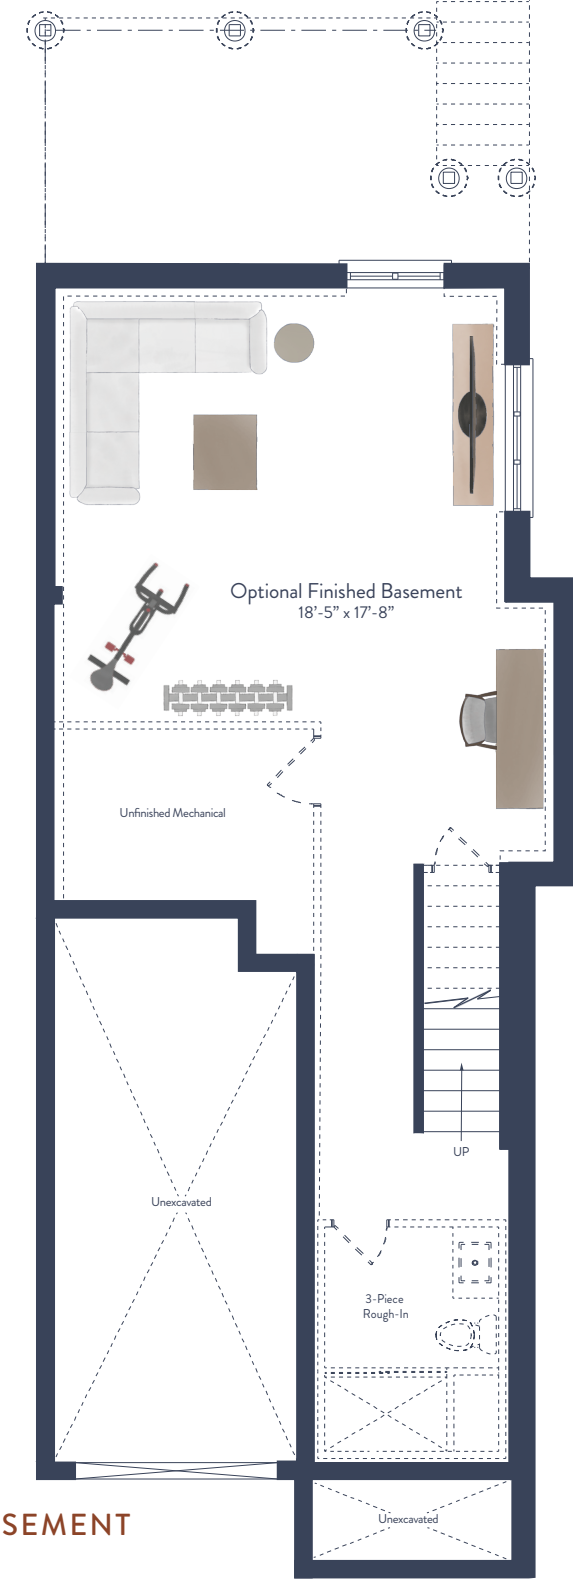 Optional Finished Basement
18'-5” x 17'-8”
Unfinished Mechanical
UP
Unexcavated
3-Piece
Rough-In
Unexcavated
SEMENT